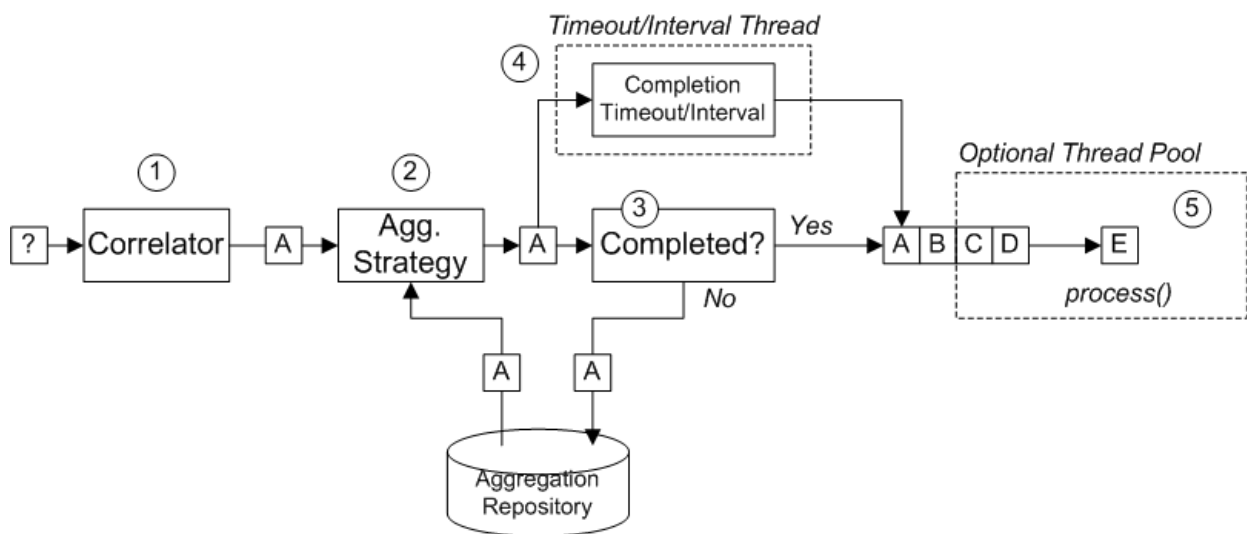 Timeout/Interval Thread
4
Completion
Timeout/Interval
1
2
3
Optional Thread Pool
5
?
Correlator
A
Agg.
Strategy
A
Completed?
Yes
A B C D
E
No
process()
A
A
Aggregation
Repository